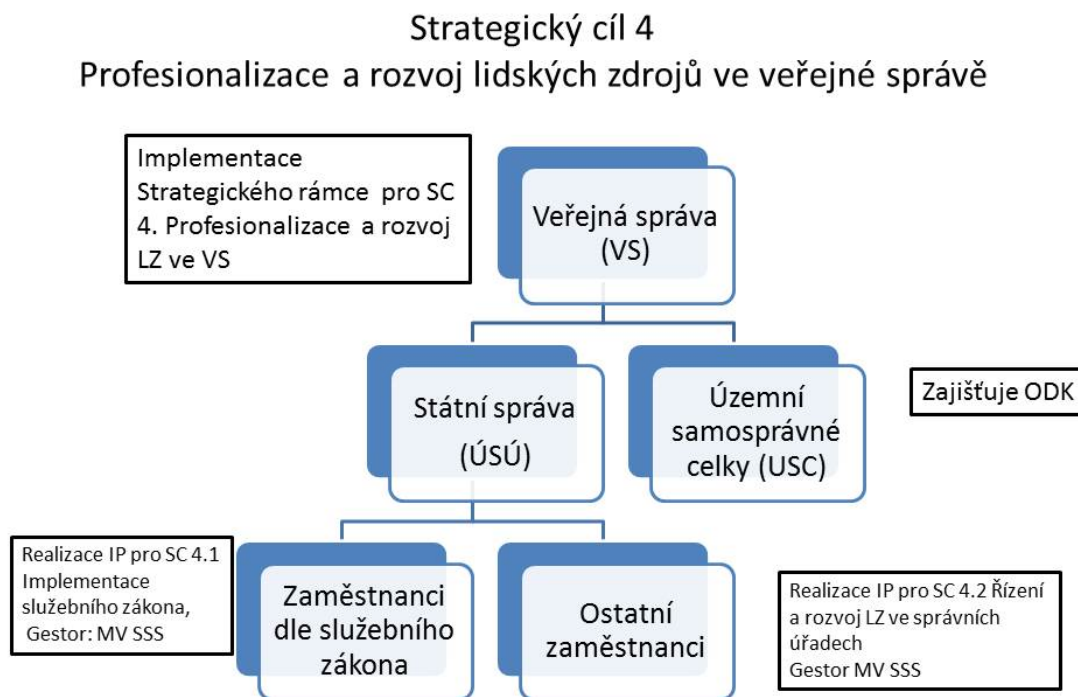 Strategický cíl 4
Profesionalizace a rozvoj lidských zdrojů ve veřejné správě
Implementace
Strategického rámce pro SC
4. Profesionalizace a rozvoj
LZ ve VS
Veřejná správa
(VS)
Státní správa
(ÚSÚ)
Územní
samosprávné
celky (USC)
Zajišťuje ODK
Realizace IP pro SC 4.1
Implementace
služebního zákona,
Gestor: MV SSS
Zaměstnanci
dle služebního
zákona
Ostatní
zaměstnanci
Realizace IP pro SC 4.2 Řízení
a rozvoj LZ ve správních
úřadech
Gestor MV SSS